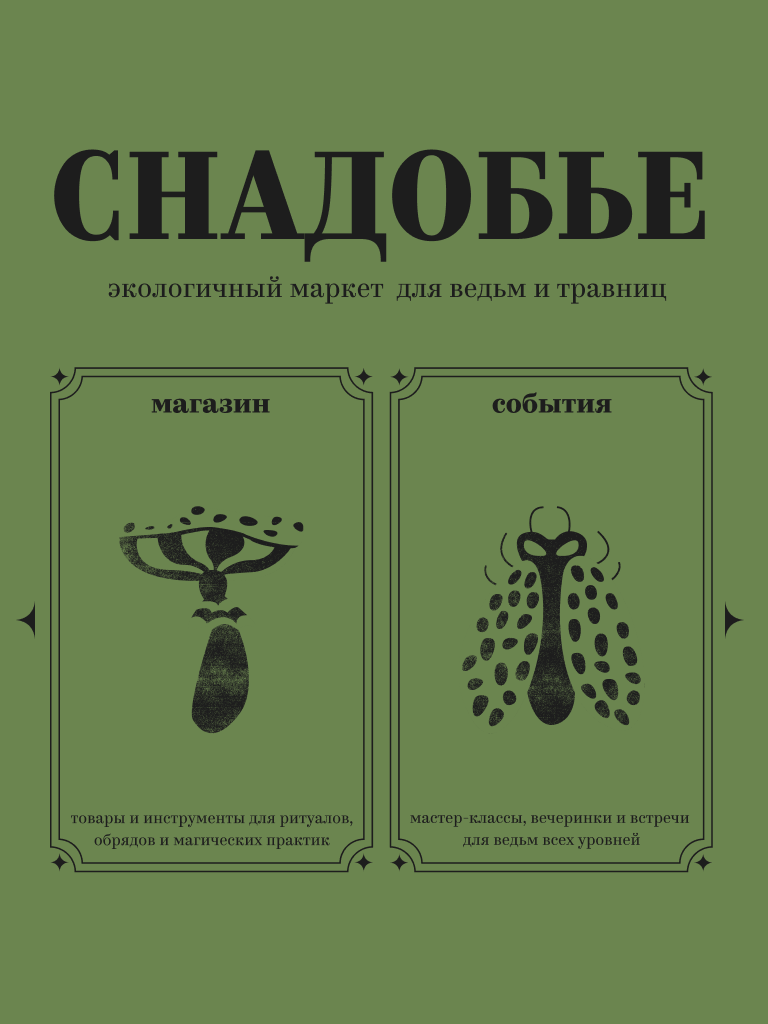 СНАДОБЬЕ
экологичный маркет для ведьм и травниц
магазин
товары и инструменты для ритуалов,
обрядов и магических практик
события
мастер-классы, вечеринки и встречи
для ведьм всех уровней